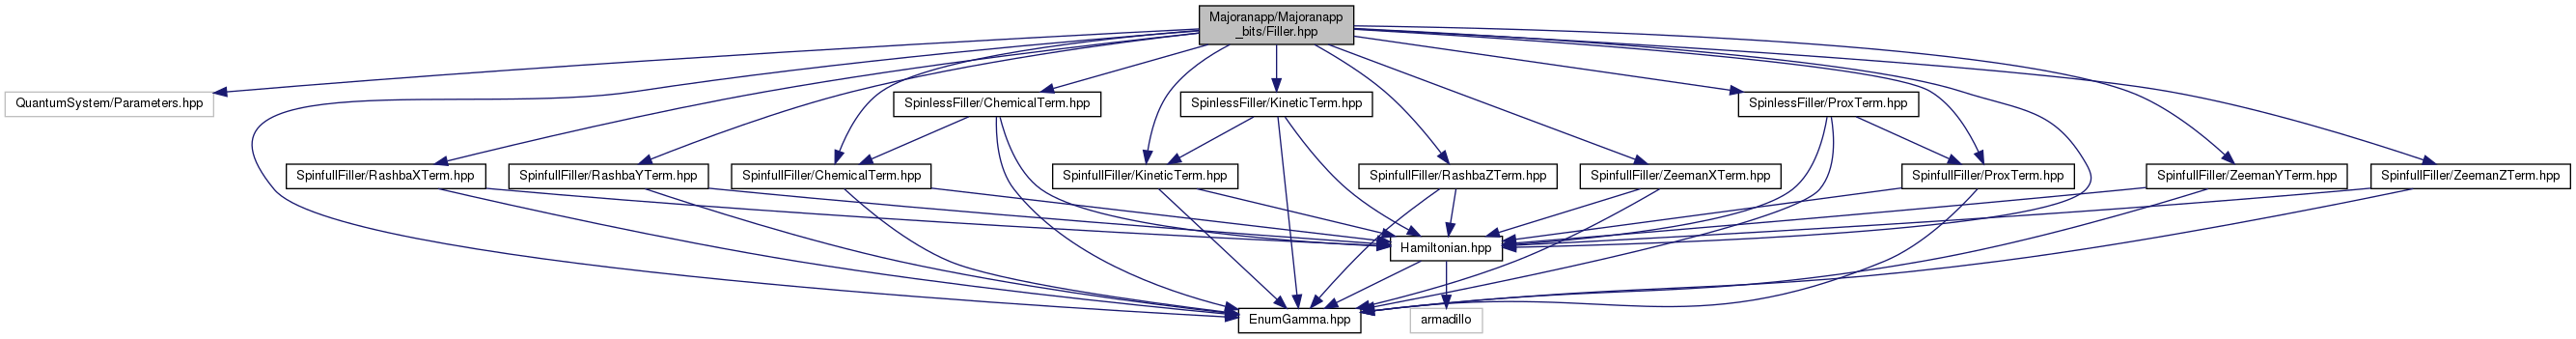 Majoranapp/Majoranapp
_bits/Filler.hpp
QuantumSystem/Parameters.hpp
SpinlessFiller/ChemicalTerm.hpp
SpinlessFiller/KineticTerm.hpp
SpinlessFiller/ProxTerm.hpp
SpinfullFiller/RashbaXTerm.hpp
SpinfullFiller/RashbaYTerm.hpp
SpinfullFiller/ChemicalTerm.hpp
SpinfullFiller/KineticTerm.hpp
SpinfullFiller/RashbaZTerm.hpp
SpinfullFiller/ZeemanXTerm.hpp
SpinfullFiller/ProxTerm.hpp
SpinfullFiller/ZeemanYTerm.hpp
SpinfullFiller/ZeemanZTerm.hpp
Hamiltonian.hpp
EnumGamma.hpp
armadillo